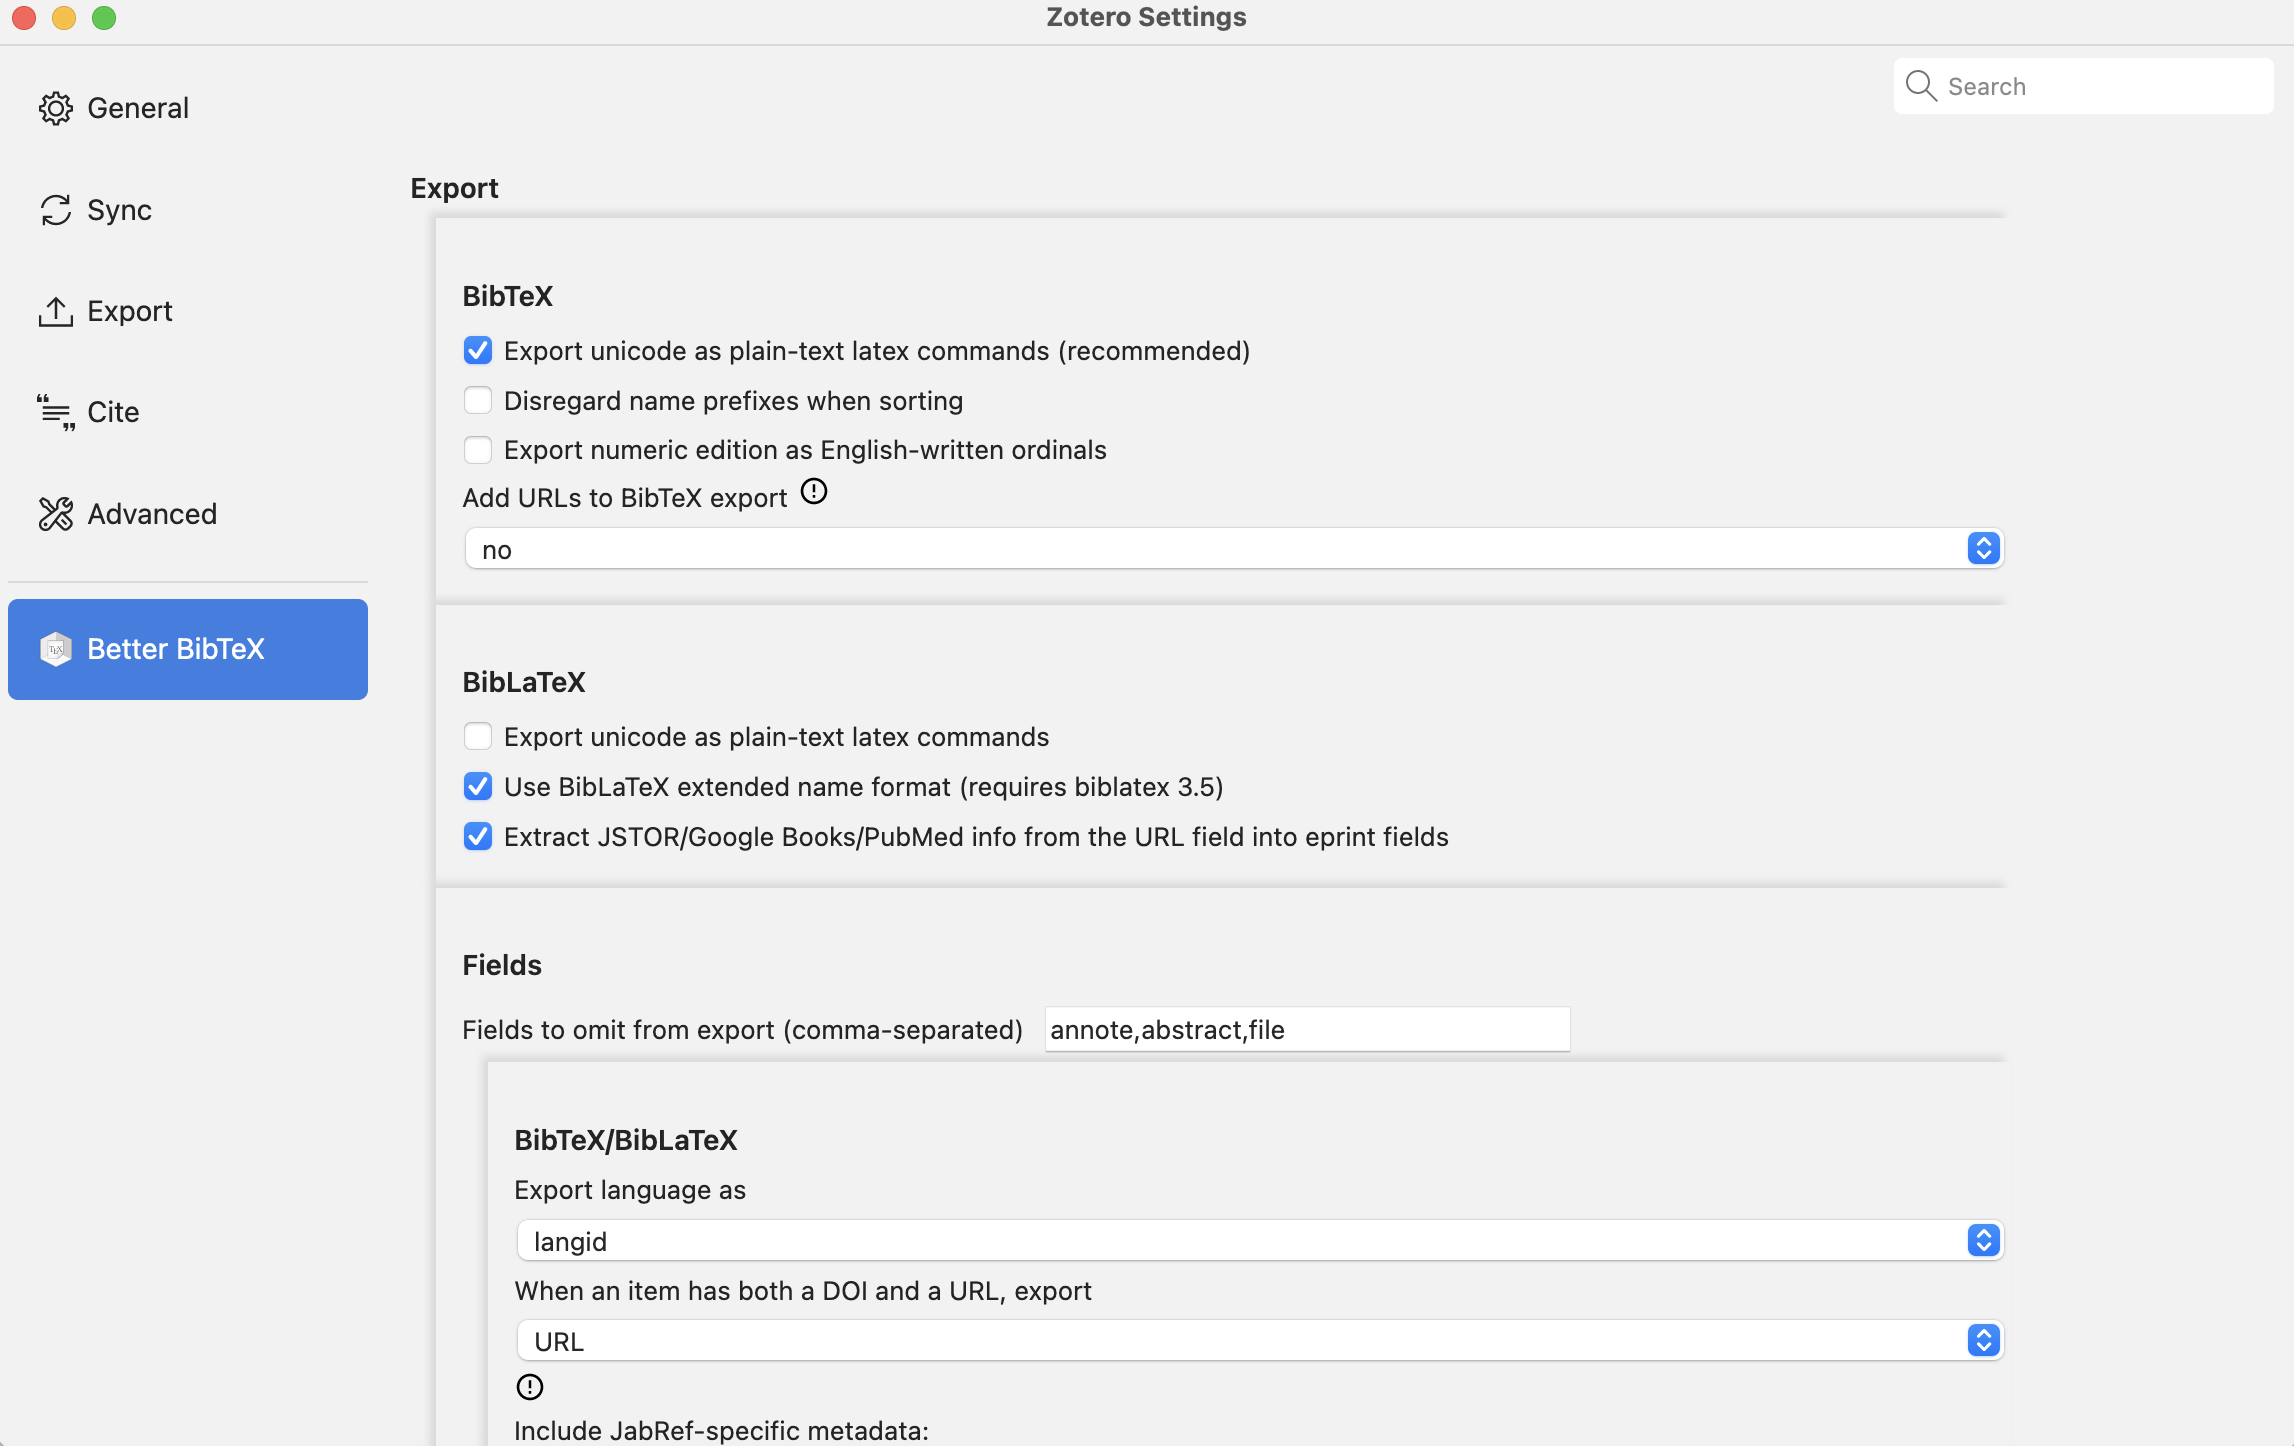 Zotero Settings
Search
General
Sync
Export
Cite
Advanced
Better BibTeX
Export
BibTeX
Export unicode as plain-text latex commands (recommended)
Disregard name prefixes when sorting
Export numeric edition as English-written ordinals
Add URLs to BibTeX export
no
BibLaTeX
Export unicode as plain-text latex commands
Use BibLaTeX extended name format (requires biblatex 3.5)
Extract JSTOR/Google Books/PubMed info from the URL field into eprint fields
Fields
Fields to omit from export (comma-separated) annote,abstract,file
BibTeX/BibLaTeX
Export language as
langid
When an item has both a DOI and a URL, export
URL
Include JabRef-specific metadata: